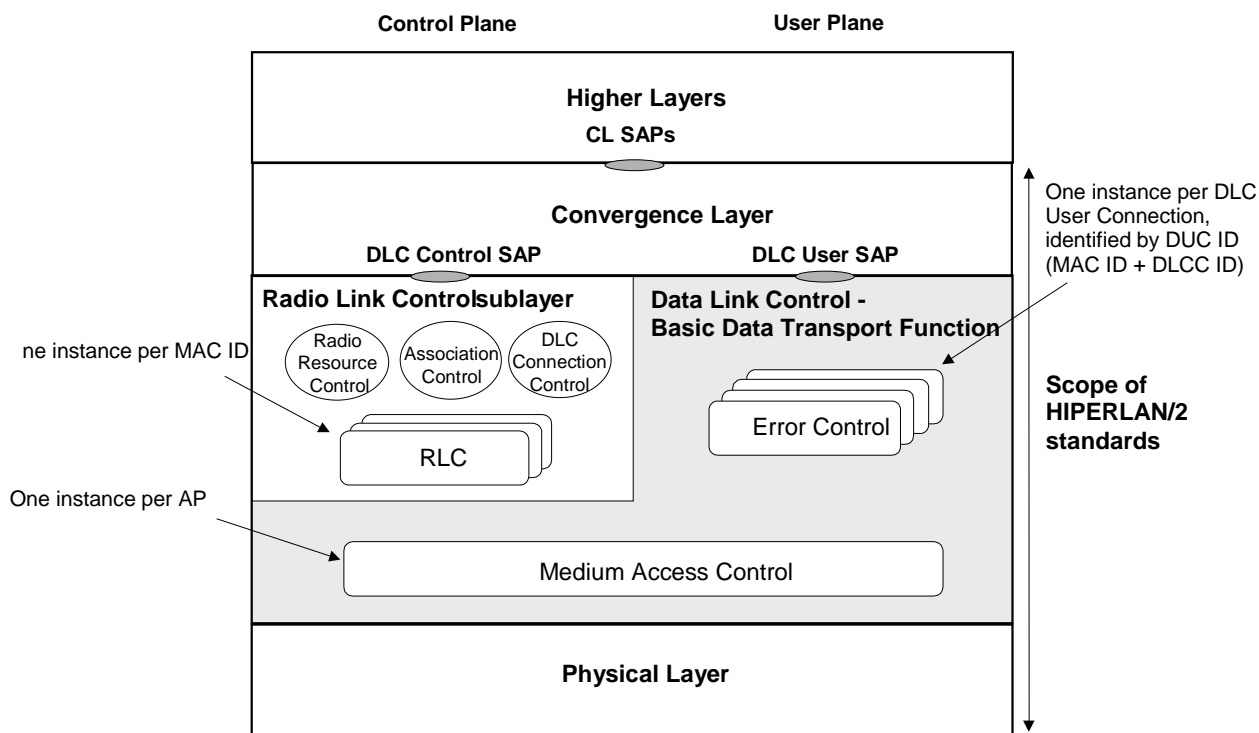 Control Plane
User Plane
Higher Layers
CL SAPs
Convergence Layer
DLC Control SAP
DLC User SAP
One instance per DLC
User Connection,
identified by DUC ID
(MAC ID + DLCC ID)
Radio Link Controlsublayer
Data Link Control -
Basic Data Transport Function
Radio
Resource
Control
Association
Control
DLC
Connection
Control
ne instance per MAC ID
RLC
Error Control
Scope of
HIPERLAN/2
standards
One instance per AP
Medium Access Control
Physical Layer